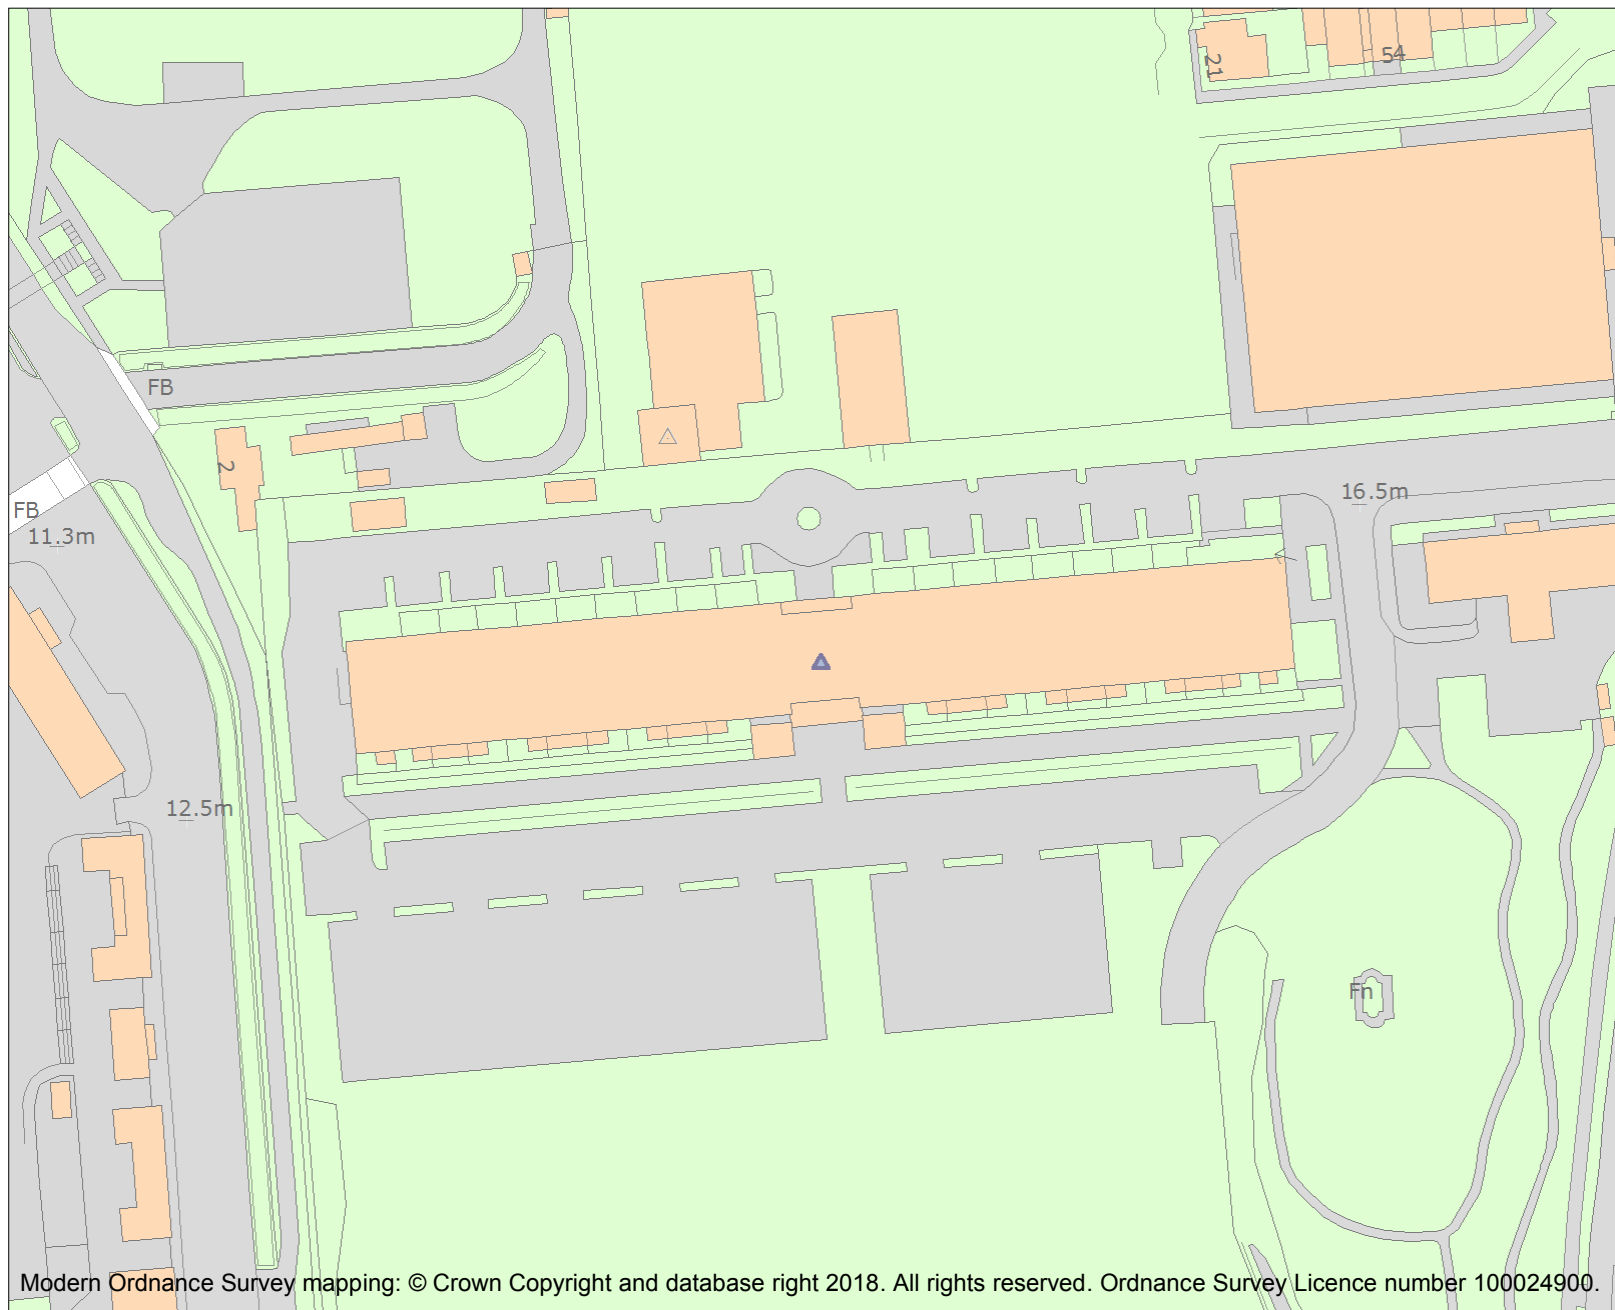 54
21
FB
2
16.5m
FB
11.3m
12.5m
Fn
Modern Ordnance Survey mapping: © Crown Copyright and database right 2018. All rights reserved. Ordnance Survey Licence number 100024900.